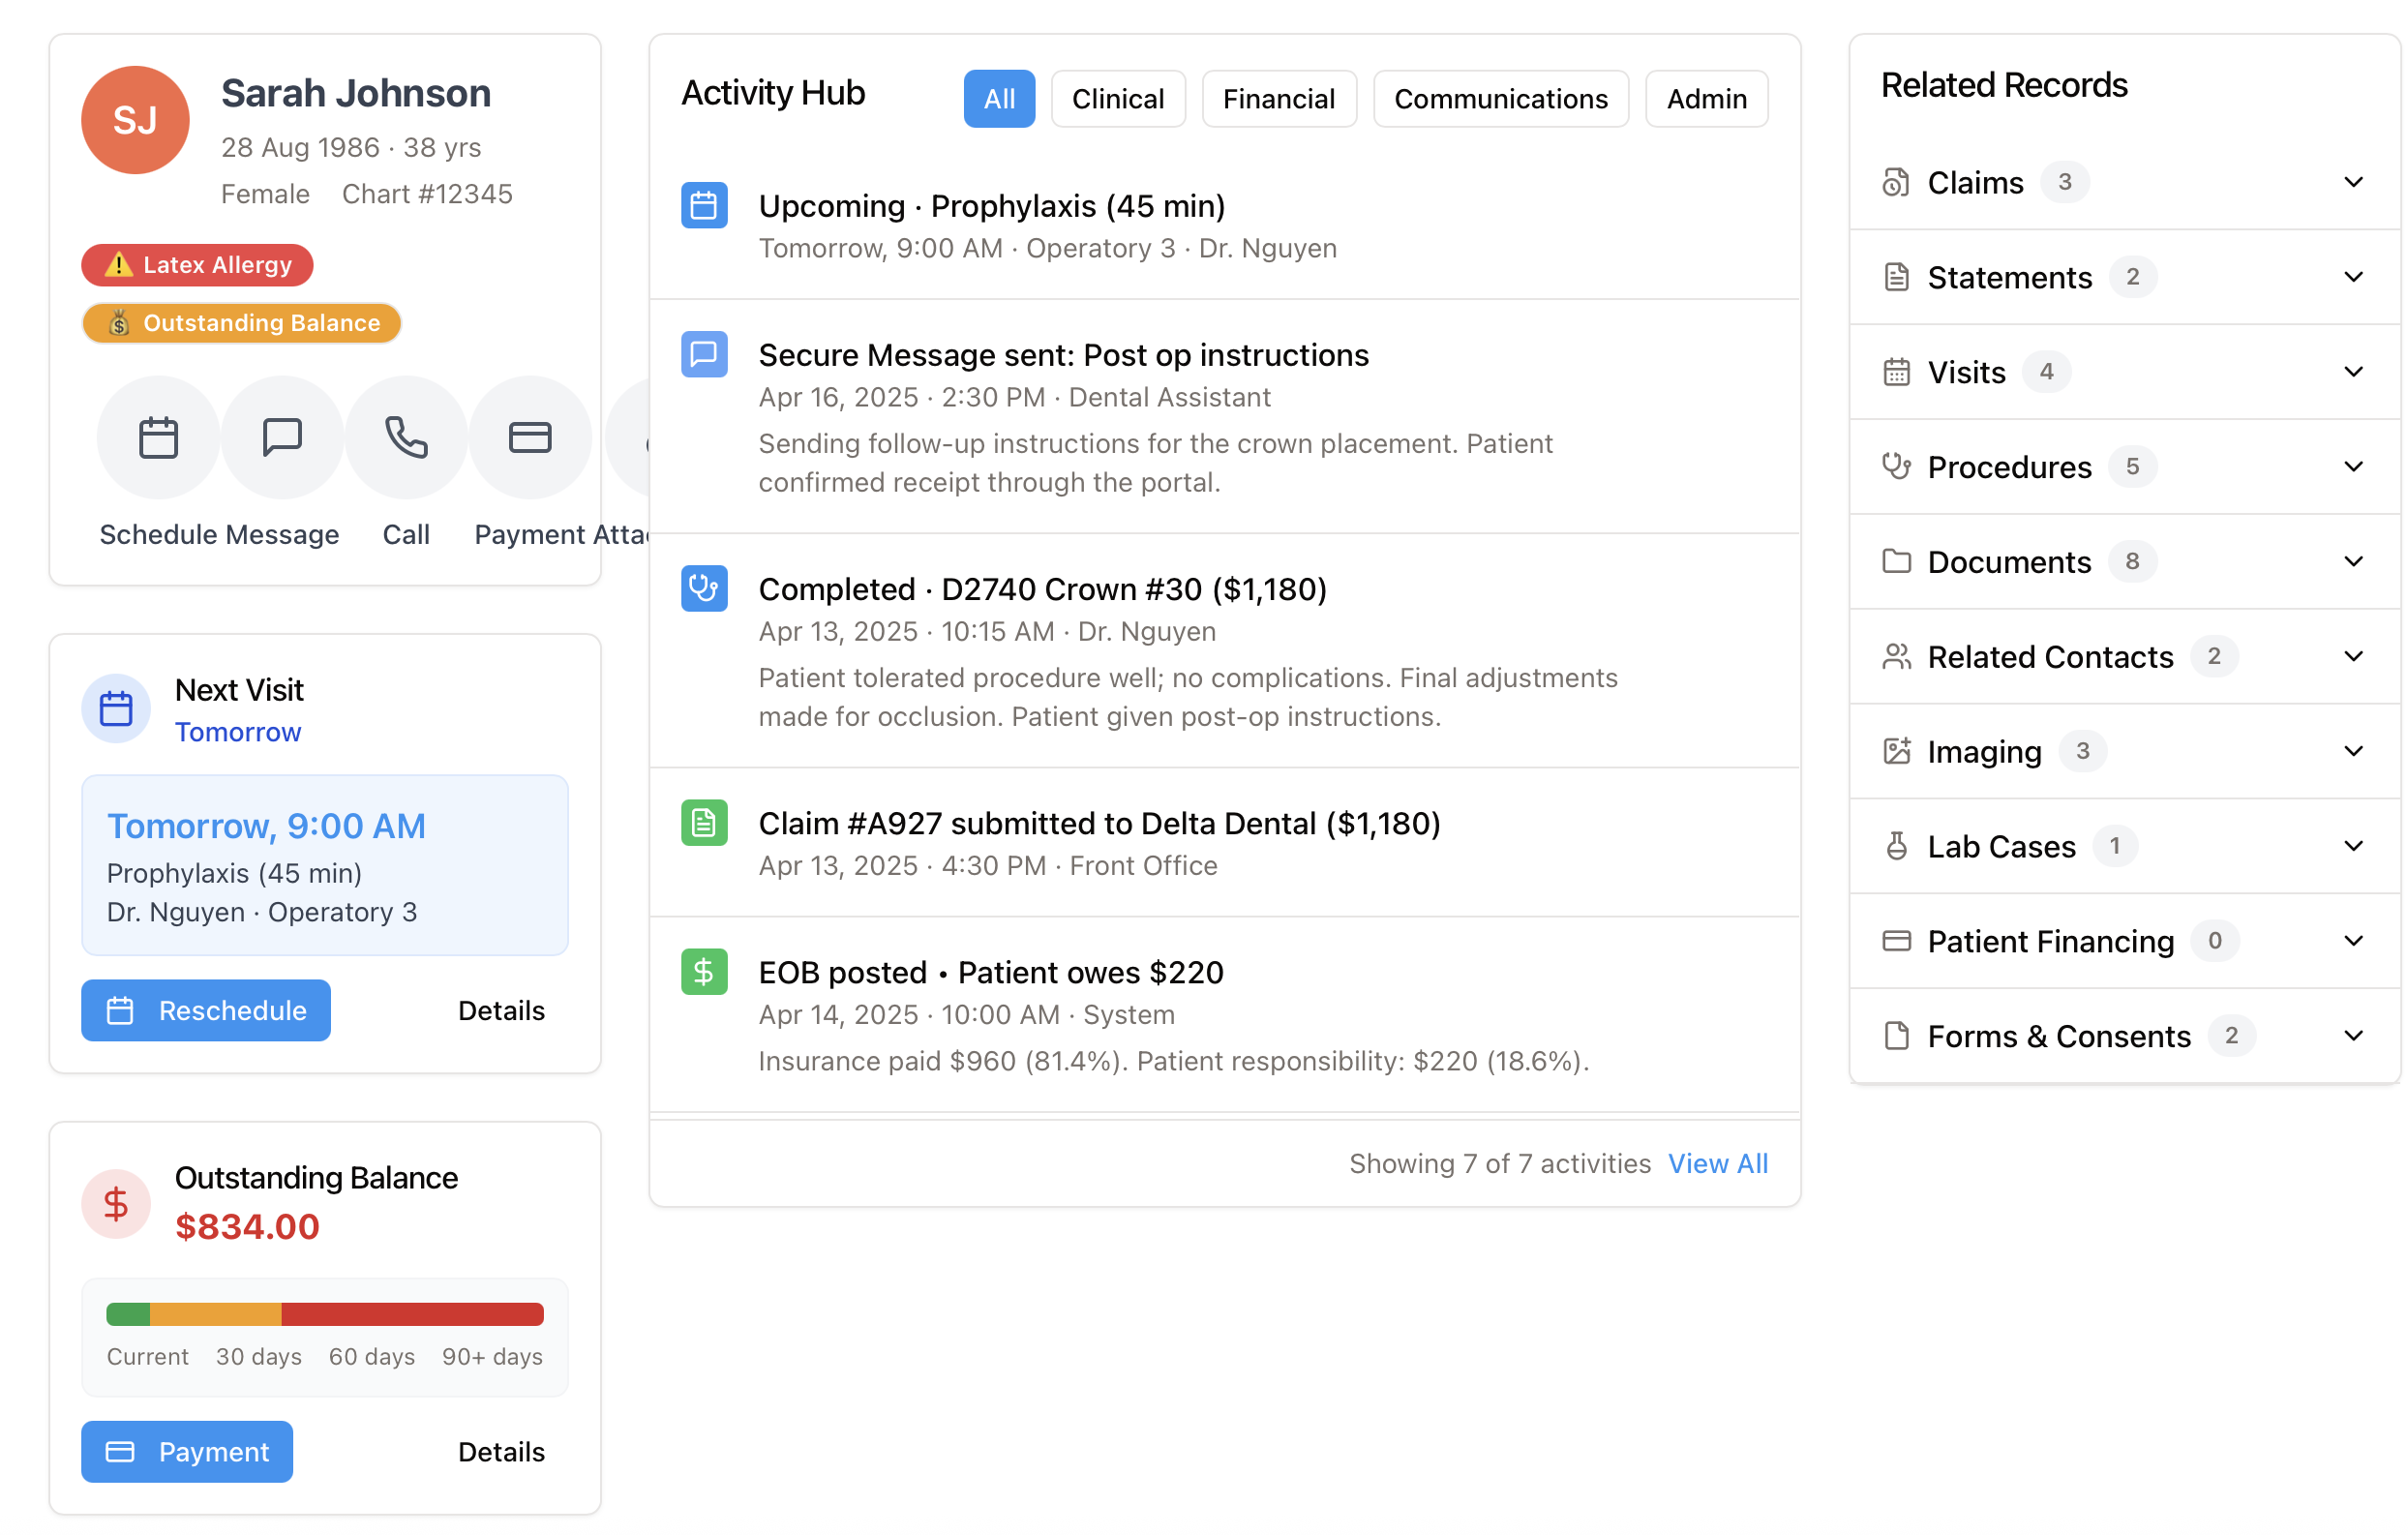 SJ
Sarah Johnson
28 Aug 1986 · 38 yrs
Female Chart #12345
⚠️ Latex Allergy
💰 Outstanding Balance
Schedule Message Call Payment
Next Visit
Tomorrow
Tomorrow, 9:00 AM
Prophylaxis (45 min)
Dr. Nguyen · Operatory 3
Reschedule Details
Outstanding Balance
$834.00
Current 30 days 60 days 90+ days
Payment Details
Activity Hub All Clinical Financial Communications Admin
Upcoming · Prophylaxis (45 min)
Tomorrow, 9:00 AM · Operatory 3 · Dr. Nguyen
Secure Message sent: Post op instructions
Apr 16, 2025 · 2:30 PM · Dental Assistant
Sending follow-up instructions for the crown placement. Patient
confirmed receipt through the portal.
Completed · D2740 Crown #30 ($1,180)
Apr 13, 2025 · 10:15 AM · Dr. Nguyen
Patient tolerated procedure well; no complications. Final adjustments
made for occlusion. Patient given post-op instructions.
Claim #A927 submitted to Delta Dental ($1,180)
Apr 13, 2025 · 4:30 PM · Front Office
EOB posted • Patient owes $220
Apr 14, 2025 · 10:00 AM · System
Insurance paid $960 (81.4%). Patient responsibility: $220 (18.6%).
Showing 7 of 7 activities View All
Related Records
Claims 3
Statements 2
Visits 4
Procedures 5
Documents 8
Related Contacts 2
Imaging 3
Lab Cases 1
Patient Financing 0
Forms & Consents 2